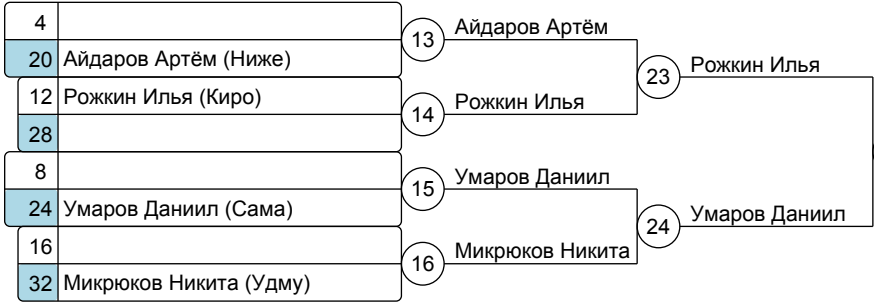 4
20 Айдаров Артём (Ниже)
13
Айдаров Артём
12 Рожкин Илья (Киро)
28
14
Рожкин Илья
23
Рожкин Илья
8
24 Умаров Даниил (Сама)
15
Умаров Даниил
16
32 Микрюков Никита (Удму)
16
Микрюков Никита
24
Умаров Даниил